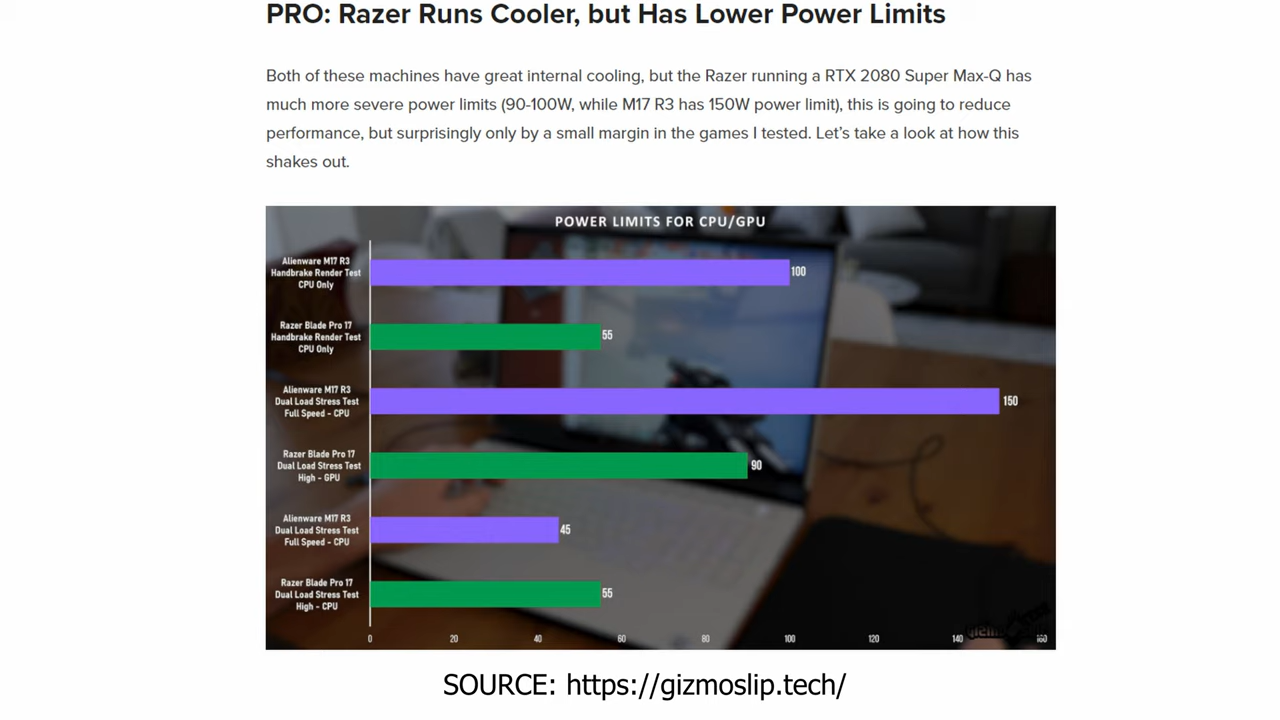 PRO: Razer Runs Cooler, but Has Lower Power Limits
Both of these machines have great internal cooling, but the Razer running a RTX 2080 Super Max-Q has
much more severe power limits (90-100W, while M17 R3 has 150W power limit), this is going to reduce
performance, but surprisingly only by a small margin in the games I tested. Let's take a look at how this
shakes out.
POWER LIMITS FOR CPU/GPU
Alienware M17 R3
Handbrake Render Test
CPU Only
100
Razer Blade Pro 17
Handbrake Render Test
CPU Only
55
Alienware M17 R3
Dual Load Stress Test
Full Speed - CPU
150
Razer Blade Pro 17
Dual Load Stress Test
High - GPU
90
Alienware M17 R3
Dual Load Stress Test
Full Speed - CPU
45
Razer Blade Pro 17
Dual Load Stress Test
High - CPU
55
0 20 40 60 80 100 120 140 160
SOURCE: https://gizmoslip.tech/